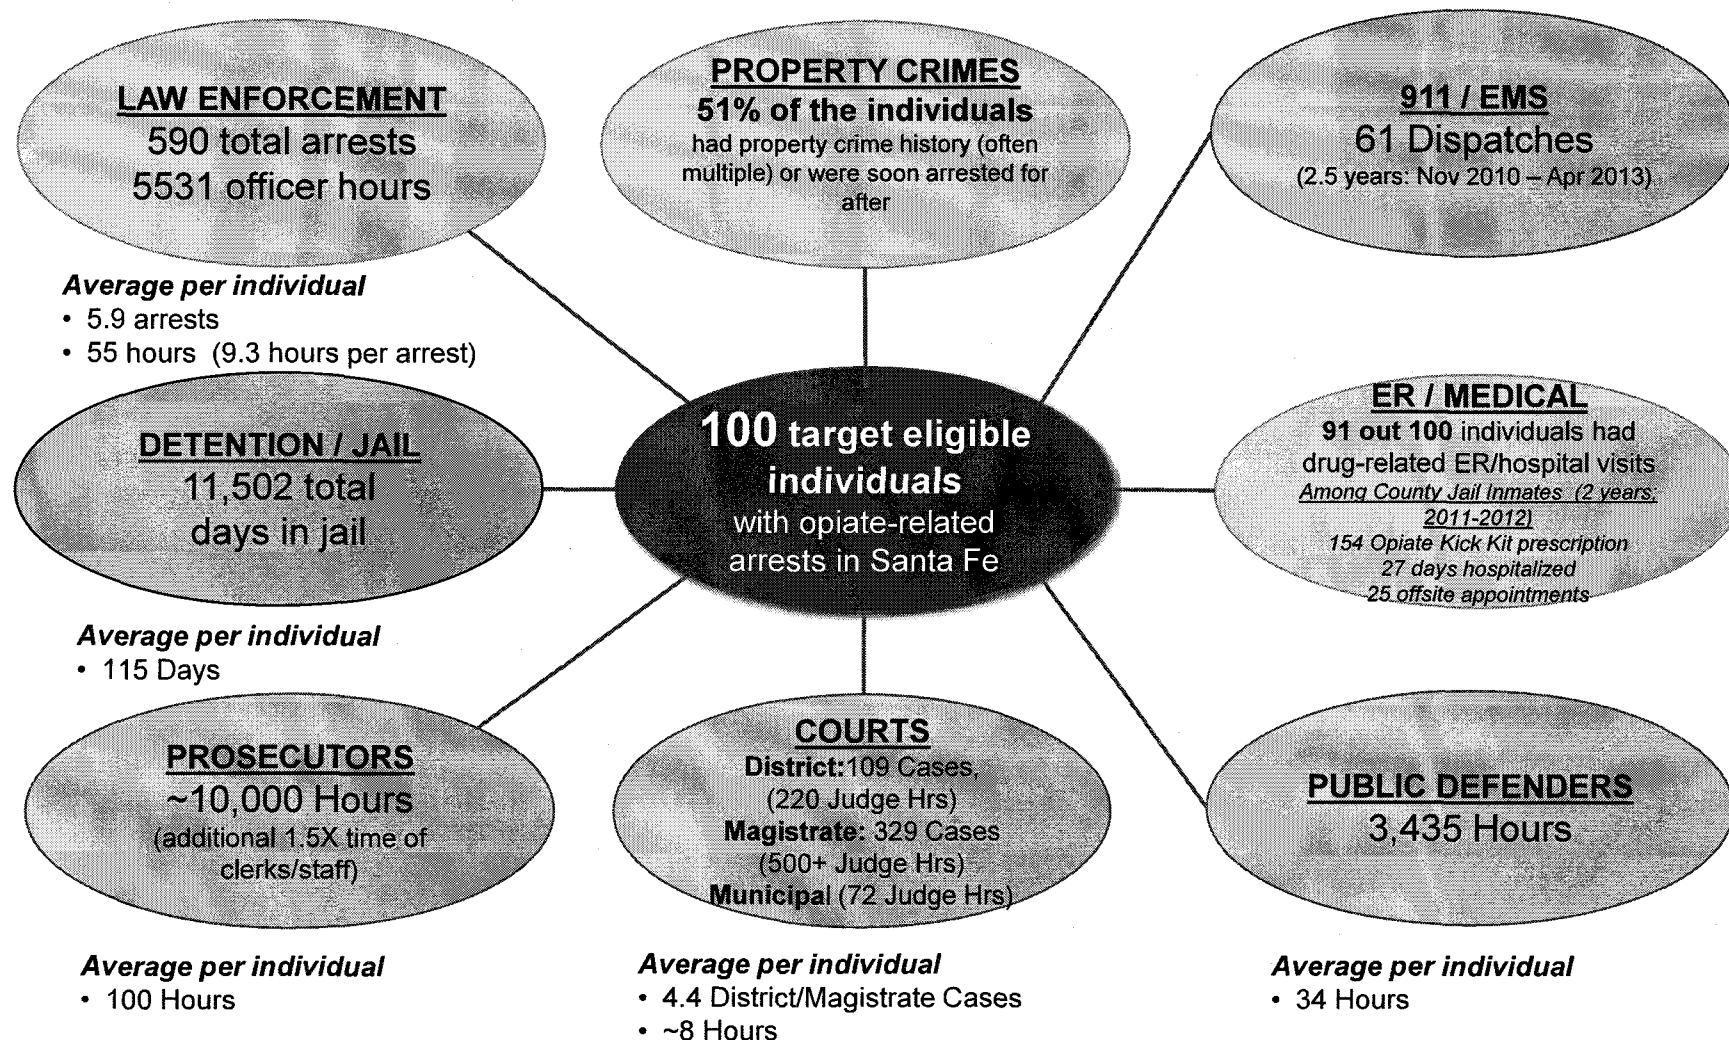 LAW ENFORCEMENT
590 total arrests
5531 officer hours
Average per individual
• 5.9 arrests
• 55 hours (9.3 hours per arrest)
PROPERTY CRIMES
51% of the individuals
had property crime history (often
multiple) or were soon arrested for
after
911 / EMS
61 Dispatches
(2.5 years: Nov 2010 – Apr 2013)
DETENTION / JAIL
11,502 total
days in jail
Average per individual
• 115 Days
100 target eligible
individuals
with opiate-related
arrests in Santa Fe
ER / MEDICAL
91 out 100 individuals had
drug-related ER/hospital visits
Among County Jail Inmates (2 years,
2011-2012)
154 Opiate Kick Kit prescription
27 days hospitalized
25 offsite appointments
PROSECUTORS
~10,000 Hours
(additional 1.5X time of
clerks/staff)
Average per individual
• 100 Hours
COURTS
District:109 Cases,
(220 Judge Hrs)
Magistrate: 329 Cases
(500+ Judge Hrs)
Municipal (72 Judge Hrs)
Average per individual
• 4.4 District/Magistrate Cases
• ~8 Hours
PUBLIC DEFENDERS
3,435 Hours
Average per individual
• 34 Hours